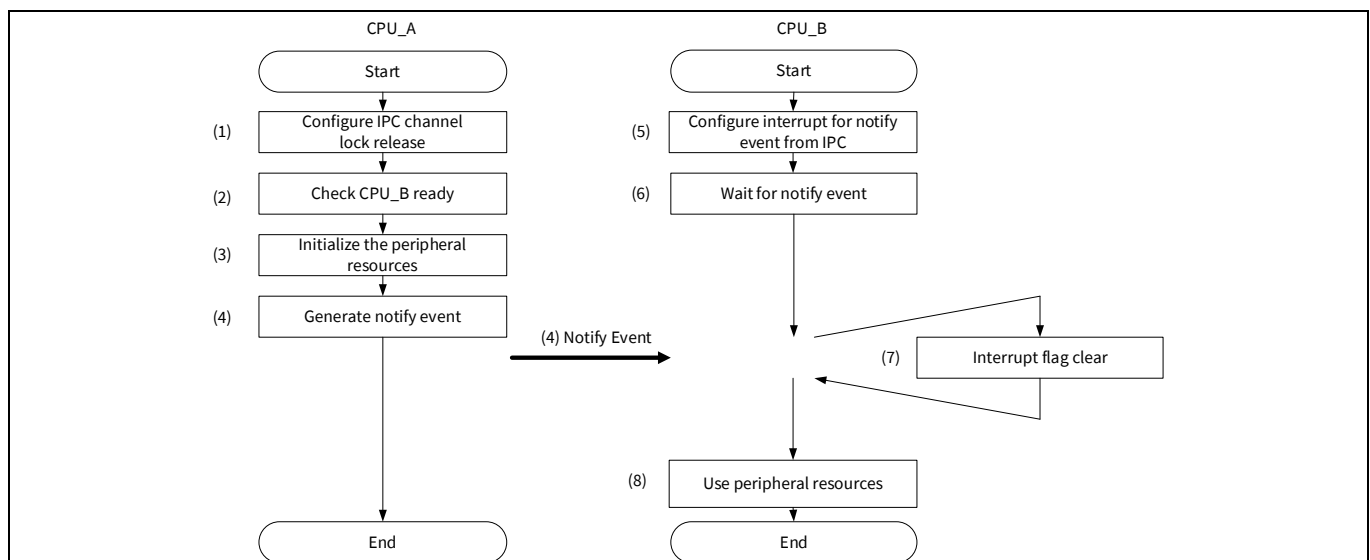 CPU_A
Start
(1)
Configure IPC channel
lock release
(2)
Check CPU_B ready
(3)
Initialize the peripheral
resources
(4)
Generate notify event
End
(4) Notify Event
CPU_B
Start
(5)
Configure interrupt for notify
event from IPC
(6)
Wait for notify event
(7)
Interrupt flag clear
(8)
Use peripheral resources
End